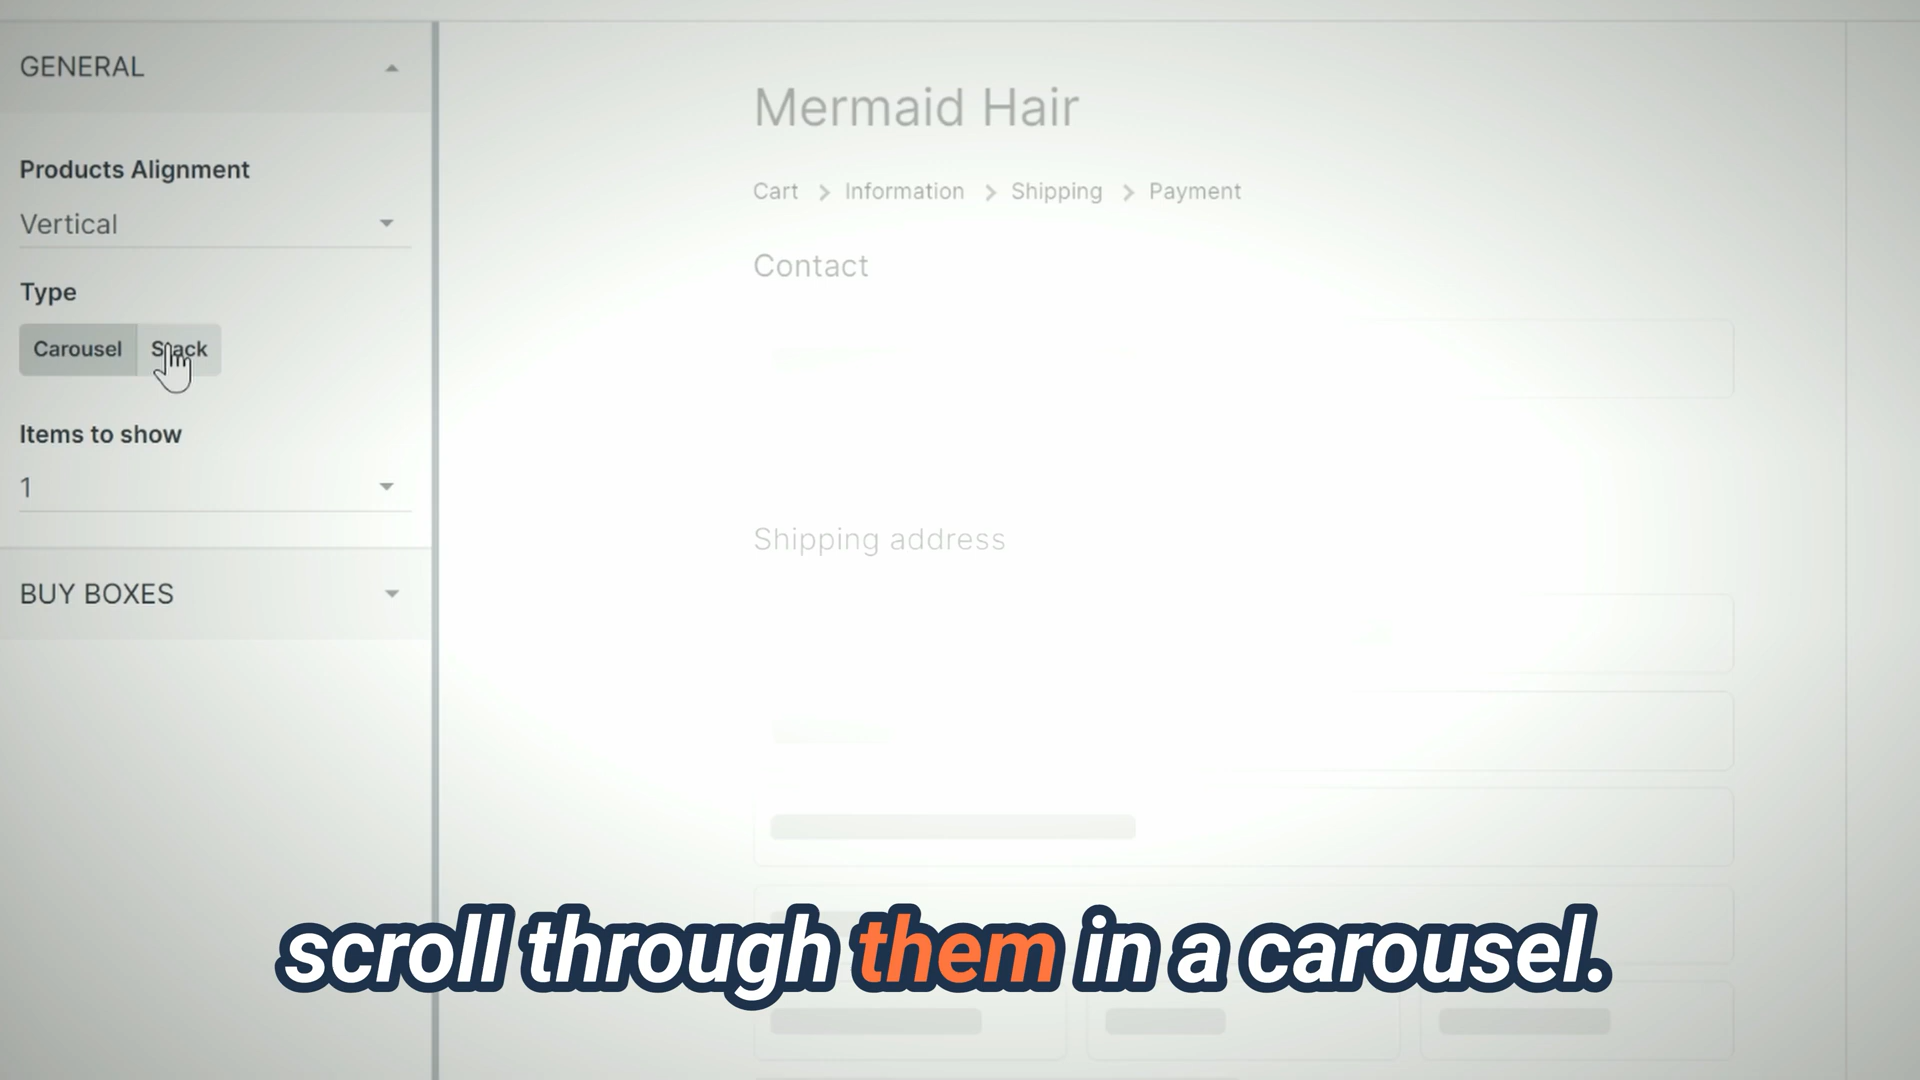 GENERAL
Products Alignment
Vertical
Type
Carousel Stack
Items to show
1
BUY BOXES
Mermaid Hair
Cart > Information > Shipping > Payment
Contact
Shipping address
scroll through them in a carousel.